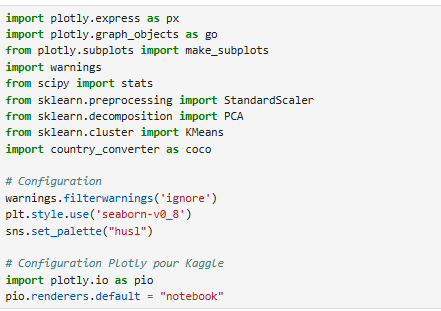 import plotly.express as px
import plotly.graph_objects as go
from plotly.subplots import make_subplots
import warnings
from scipy import stats
from sklearn.preprocessing import StandardScaler
from sklearn.decomposition import PCA
from sklearn.cluster import KMeans
import country_converter as coco
# Configuration
warnings.filterwarnings('ignore')
plt.style.use('seaborn-v0_8')
sns.set_palette("husl")
# Configuration Plotly pour Kaggle
import plotly.io as pio
pio.renderers.default = "notebook"